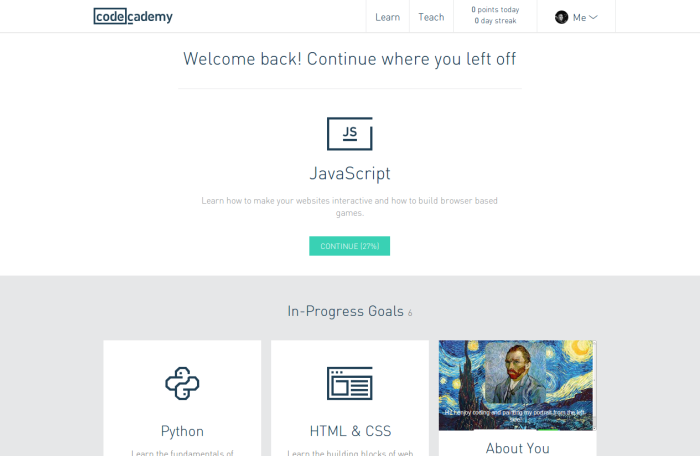 codecademy
Learn
Teach
0 points today
0 day streak
Me
Welcome back! Continue where you left off
JS
JavaScript
Learn how to make your websites interactive and how to build browser based
games.
CONTINUE (27%)
In-Progress Goals 6
Python
HTML & CSS
enjoy coding and painting my portrait from the left
About You
Learn the fundamentals of
Learn the building blocks of web